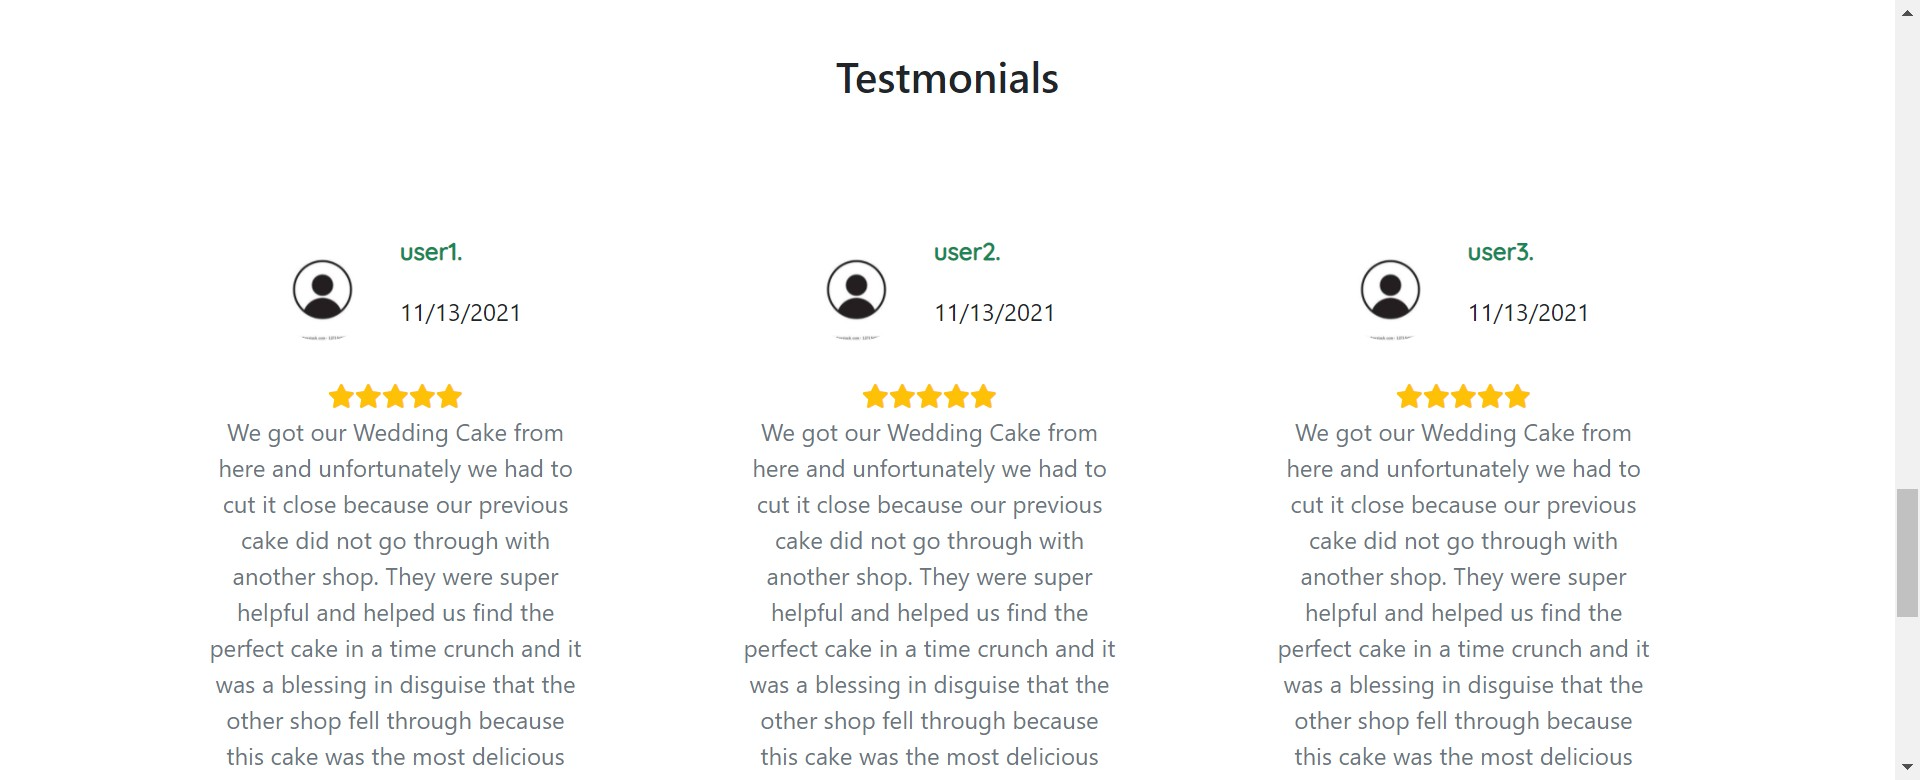 Testmonials
user1.
11/13/2021
We got our Wedding Cake from
here and unfortunately we had to
cut it close because our previous
cake did not go through with
another shop. They were super
helpful and helped us find the
perfect cake in a time crunch and it
was a blessing in disguise that the
other shop fell through because
this cake was the most delicious
user2.
11/13/2021
We got our Wedding Cake from
here and unfortunately we had to
cut it close because our previous
cake did not go through with
another shop. They were super
helpful and helped us find the
perfect cake in a time crunch and it
was a blessing in disguise that the
other shop fell through because
this cake was the most delicious
user3.
11/13/2021
We got our Wedding Cake from
here and unfortunately we had to
cut it close because our previous
cake did not go through with
another shop. They were super
helpful and helped us find the
perfect cake in a time crunch and it
was a blessing in disguise that the
other shop fell through because
this cake was the most delicious